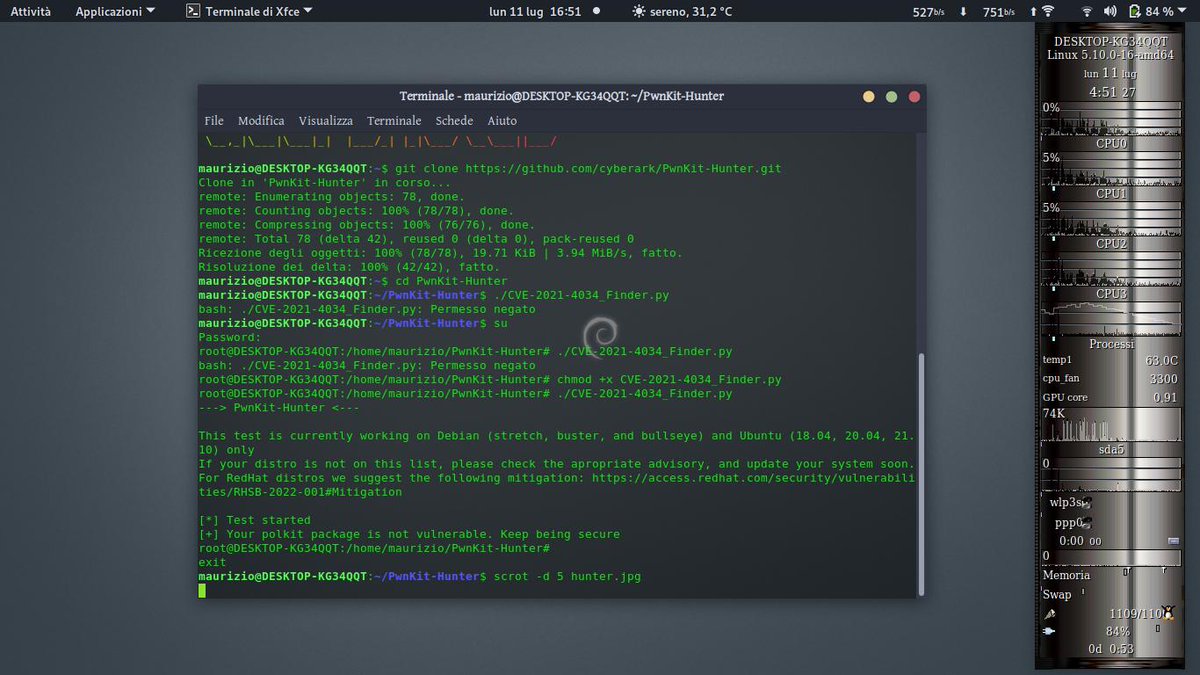 Attività Applicazioni Terminale di Xfce lun 11 lug 16:51 sereno, 31,2 °C 527b/s 751b/s 84 %
Terminale - maurizio@DESKTOP-KG34QQT: ~/PwnKit-Hunter
File Modifica Visualizza Terminale Schede Aiuto
\__,_|\___|\___|_| |___/_| |_|\___/ \__\___||___/
maurizio@DESKTOP-KG34QQT:~$ git clone https://github.com/cyberark/PwnKit-Hunter.git
Clone in 'PwnKit-Hunter' in corso...
remote: Enumerating objects: 78, done.
remote: Counting objects: 100% (78/78), done.
remote: Compressing objects: 100% (76/76), done.
remote: Total 78 (delta 42), reused 0 (delta 0), pack-reused 0
Ricezione degli oggetti: 100% (78/78), 19.71 KiB | 3.94 MiB/s, fatto.
Risoluzione dei delta: 100% (42/42), fatto.
maurizio@DESKTOP-KG34QQT:~$ cd PwnKit-Hunter
maurizio@DESKTOP-KG34QQT:~/PwnKit-Hunter$ ./CVE-2021-4034_Finder.py
bash: ./CVE-2021-4034_Finder.py: Permesso negato
maurizio@DESKTOP-KG34QQT:~/PwnKit-Hunter$ su
Password:
root@DESKTOP-KG34QQT:/home/maurizio/PwnKit-Hunter# ./CVE-2021-4034_Finder.py
bash: ./CVE-2021-4034_Finder.py: Permesso negato
root@DESKTOP-KG34QQT:/home/maurizio/PwnKit-Hunter# chmod +x CVE-2021-4034_Finder.py
root@DESKTOP-KG34QQT:/home/maurizio/PwnKit-Hunter# ./CVE-2021-4034_Finder.py
---> PwnKit-Hunter <---
This test is currently working on Debian (stretch, buster, and bullseye) and Ubuntu (18.04, 20.04, 21.
10) only
If your distro is not on this list, please check the apropriate advisory, and update your system soon.
For RedHat distros we suggest the following mitigation: https://access.redhat.com/security/vulnerabili
ties/RHSB-2022-001#Mitigation
[*] Test started
[+] Your polkit package is not vulnerable. Keep being secure
root@DESKTOP-KG34QQT:/home/maurizio/PwnKit-Hunter#
exit
maurizio@DESKTOP-KG34QQT:~/PwnKit-Hunter$ scrot -d 5 hunter.jpg
DESKTOP-KG34QQT
Linux 5.10.0-16-amd64
lun 11 lug
4:51 27
0%
CPU0
5%
CPU1
5%
CPU2
CPU3
Processi
temp1 63.0C
cpu_fan 3300
GPU core 0.91
74K
sda5
0
wlp3s
ppp0
0:00 00
0
Memoria
Swap
1109/110
84%
0d 0:53